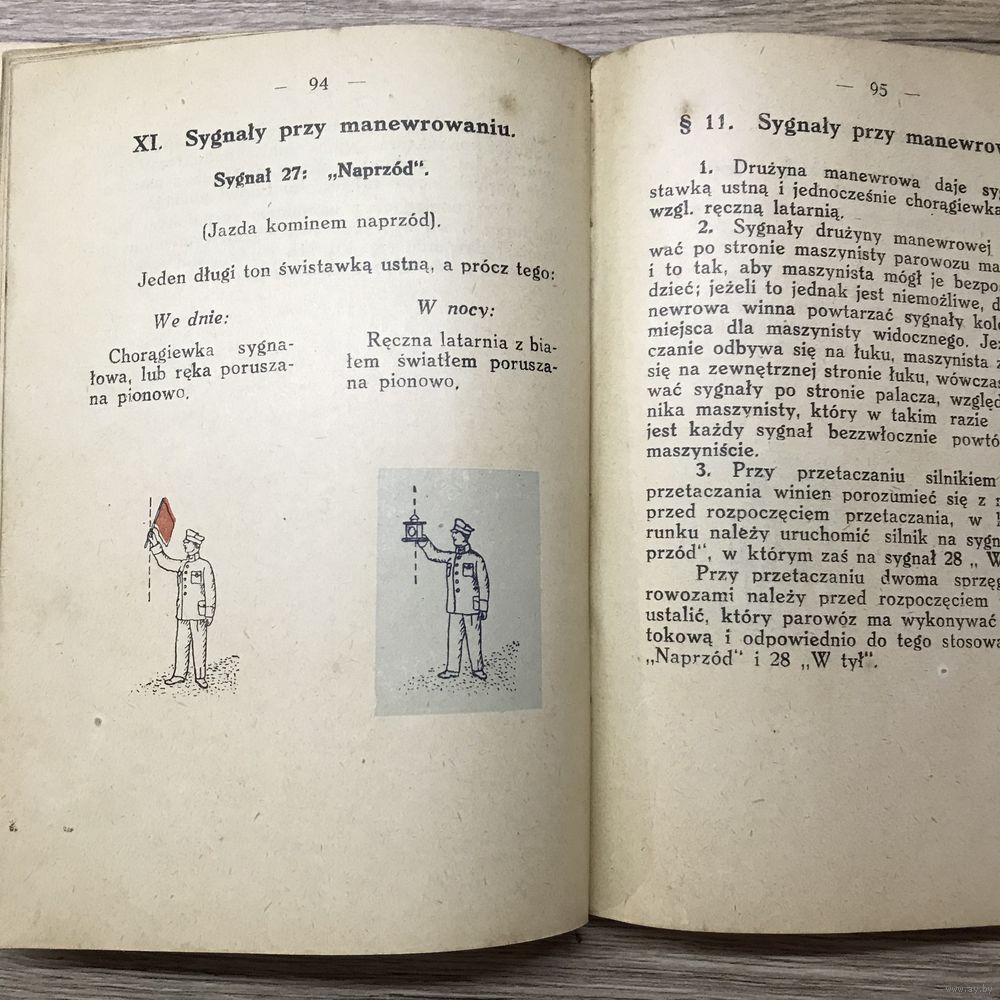 — 94 —
XI. Sygnały przy manewrowaniu.
Sygnał 27: „Naprzód“.
(Jazda kominem naprzód).
Jeden długi ton świstawką ustną, a prócz tego:
We dnie:
Chorągiewka sygna-
łowa, lub ręka porusza-
na pionowo.
W nocy:
Ręczna latarnia z bia-
łem światłem porusza-
na pionowo.
— 95 —
§ 11. Sygnały przy manewrow
1. Drużyna manewrowa daje syg
stawką ustną i jednocześnie chorągiewką
wzgl. ręczną latarnią.
2. Sygnały drużyny manewrowej
wać po stronie maszynisty parowozu ma
i to tak, aby maszynista mógł je bezpo
dzieć; jeżeli to jednak jest niemożliwe, d
newrowa winna powtarzać sygnały kole
miejsca dla maszynisty widocznego. Je
czanie odbywa się na łuku, maszynista z
się na zewnętrznej stronie łuku, wówczas
wać sygnały po stronie palacza, względ
nika maszynisty, który w takim razie
jest każdy sygnał bezzwłocznie powtó
maszyniście.
3. Przy przetaczaniu silnikiem
przetaczania winien porozumieć się z
przed rozpoczęciem przetaczania, w
runku należy uruchomić silnik na sygn
przód“, w którym zaś na sygnał 28 „ W
Przy przetaczaniu dwoma sprzęg
rowozami należy przed rozpoczęciem
ustalić, który parowóz ma wykonywać
tokową i odpowiednio do tego stosowa
„Naprzód“ i 28 „W tył“.
www.ay.by